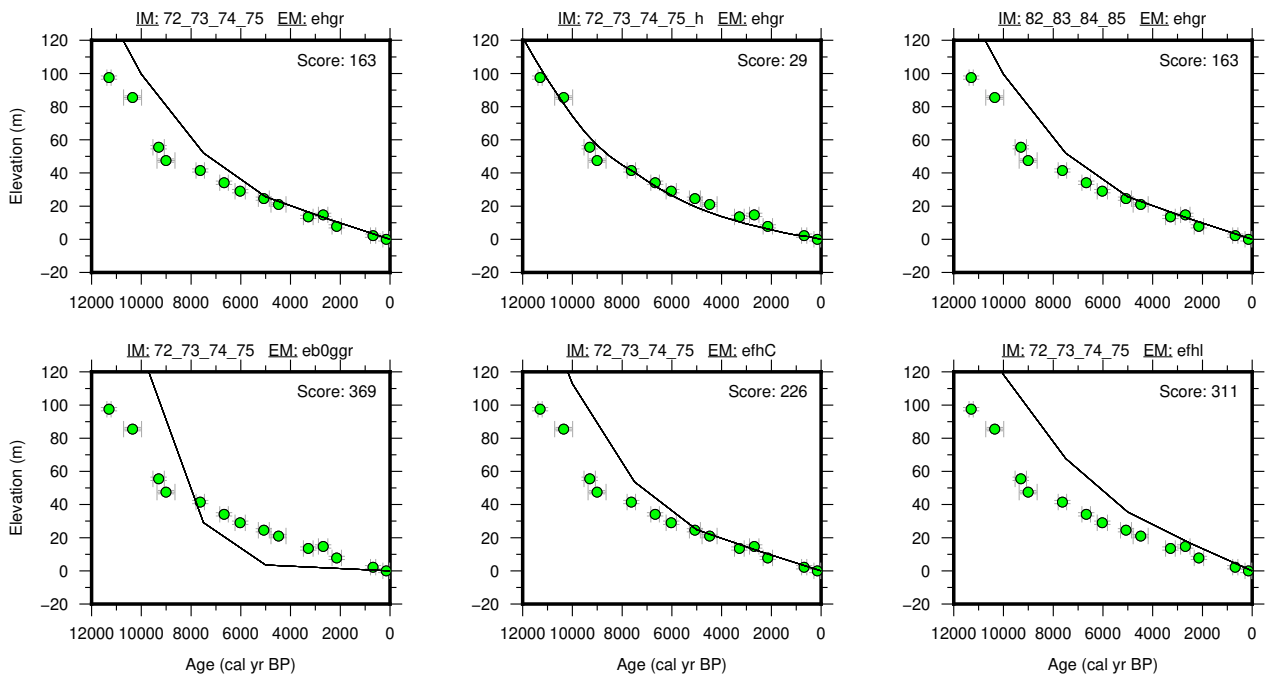 IM: 72_73_74_75 EM: ehgr
Score: 163
Elevation (m)
120
100
80
60
40
20
0
−20
12000 10000 8000 6000 4000 2000 0
IM: 72_73_74_75_h EM: ehgr
Score: 29
120
100
80
60
40
20
0
−20
12000 10000 8000 6000 4000 2000 0
IM: 82_83_84_85 EM: ehgr
Score: 163
120
100
80
60
40
20
0
−20
12000 10000 8000 6000 4000 2000 0
IM: 72_73_74_75 EM: eb0ggr
Score: 369
Elevation (m)
120
100
80
60
40
20
0
−20
12000 10000 8000 6000 4000 2000 0
Age (cal yr BP)
IM: 72_73_74_75 EM: efhC
Score: 226
120
100
80
60
40
20
0
−20
12000 10000 8000 6000 4000 2000 0
Age (cal yr BP)
IM: 72_73_74_75 EM: efhl
Score: 311
120
100
80
60
40
20
0
−20
12000 10000 8000 6000 4000 2000 0
Age (cal yr BP)